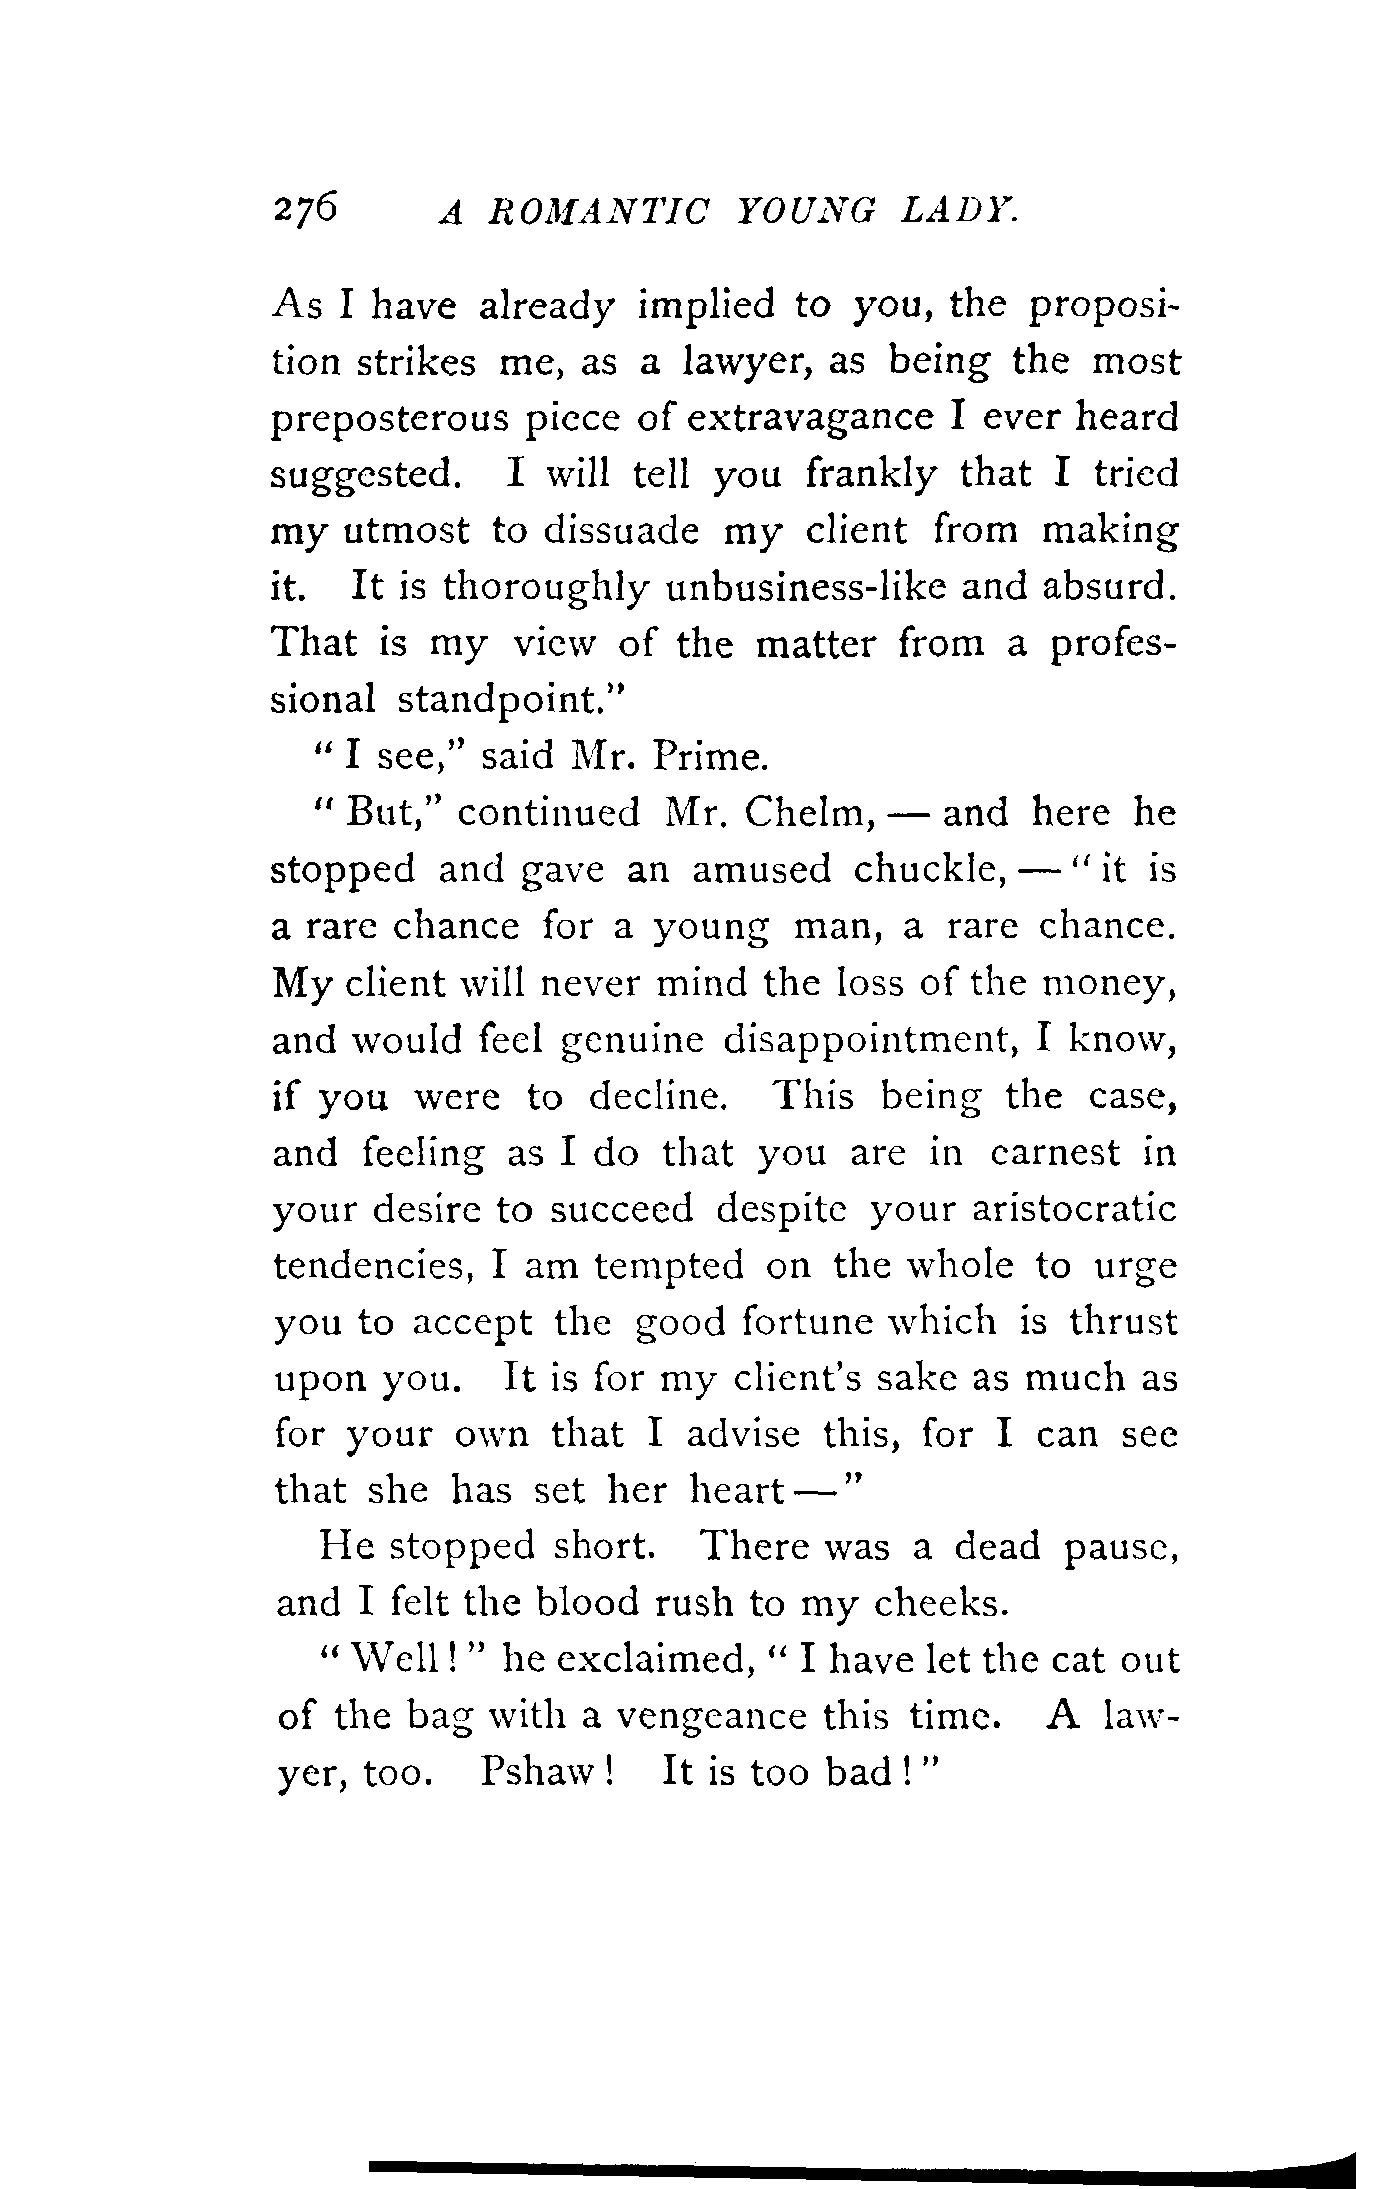 276 A ROMANTIC YOUNG LADY.
As I have already implied to you, the proposi-
tion strikes me, as a lawyer, as being the most
preposterous piece of extravagance I ever heard
suggested. I will tell you frankly that I tried
my utmost to dissuade my client from making
it. It is thoroughly unbusiness-like and absurd.
That is my view of the matter from a profes-
sional standpoint."
" I see," said Mr. Prime.
" But," continued Mr. Chelm, — and here he
stopped and gave an amused chuckle, — " it is
a rare chance for a young man, a rare chance.
My client will never mind the loss of the money,
and would feel genuine disappointment, I know,
if you were to decline. This being the case,
and feeling as I do that you are in earnest in
your desire to succeed despite your aristocratic
tendencies, I am tempted on the whole to urge
you to accept the good fortune which is thrust
upon you. It is for my client's sake as much as
for your own that I advise this, for I can see
that she has set her heart — "
He stopped short. There was a dead pause,
and I felt the blood rush to my cheeks.
" Well ! " he exclaimed, " I have let the cat out
of the bag with a vengeance this time. A law-
yer, too. Pshaw ! It is too bad ! "